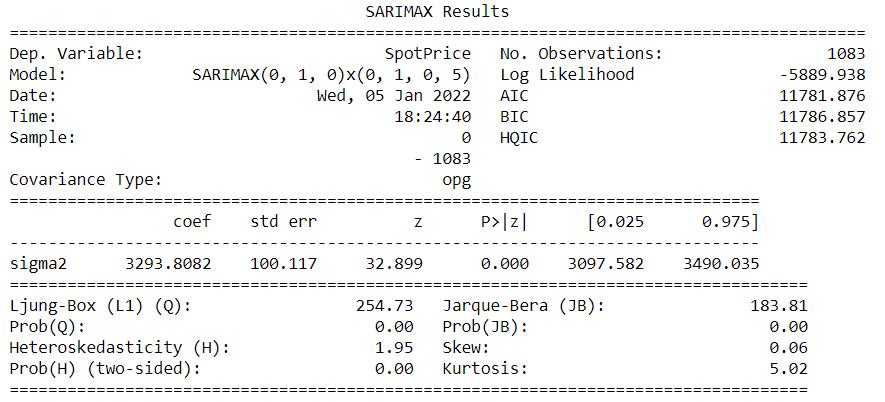 SARIMAX Results
==========================================================================================
Dep. Variable:                          SpotPrice   No. Observations:                 1083
Model:             SARIMAX(0, 1, 0)x(0, 1, 0, 5)   Log Likelihood               -5889.938
Date:                            Wed, 05 Jan 2022   AIC                          11781.876
Time:                                    18:24:40   BIC                          11786.857
Sample:                                         0   HQIC                         11783.762
- 1083
Covariance Type:                              opg
==============================================================================
coef    std err          z      P>|z|      [0.025      0.975]
------------------------------------------------------------------------------
sigma2      3293.8082    100.117     32.899      0.000    3097.582    3490.035
===================================================================================
Ljung-Box (L1) (Q):                 254.73   Jarque-Bera (JB):               183.81
Prob(Q):                              0.00   Prob(JB):                         0.00
Heteroskedasticity (H):               1.95   Skew:                             0.06
Prob(H) (two-sided):                  0.00   Kurtosis:                         5.02
===================================================================================